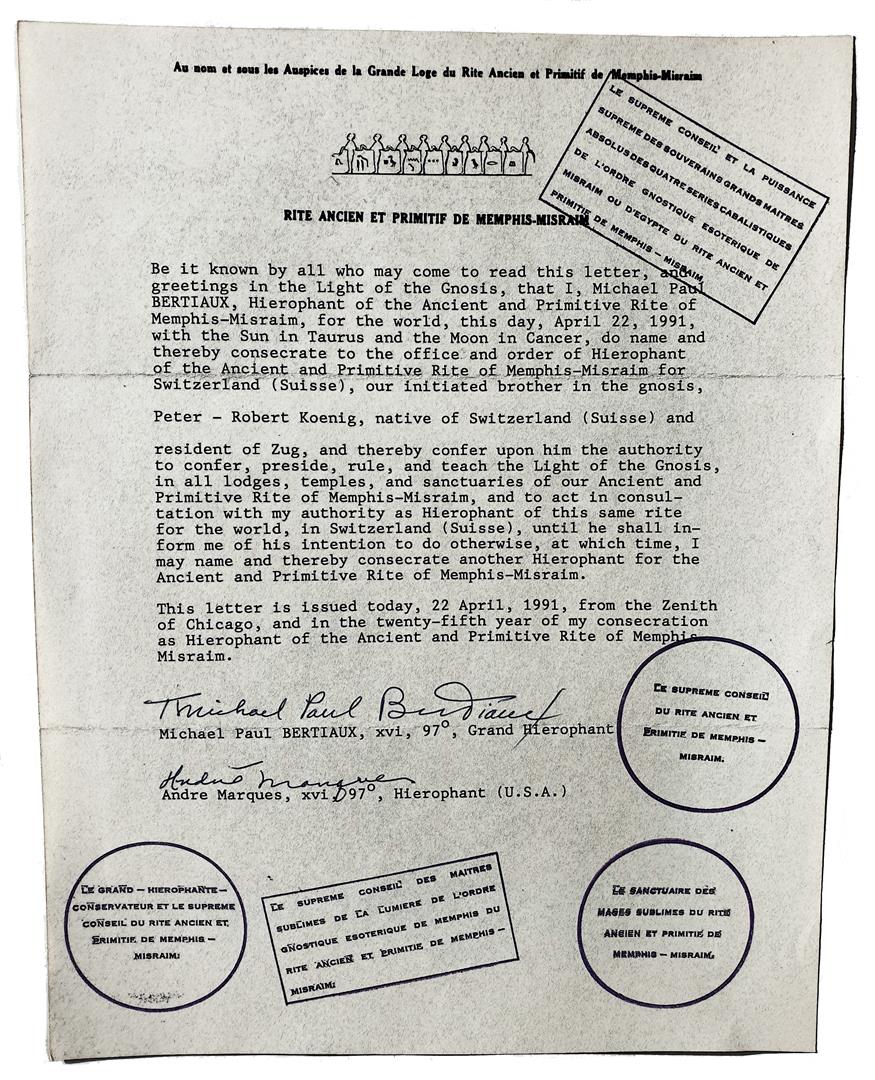 Au nom et sous les Auspices de la Grande Loge du Rite Ancien et Primitif de Memphis-Misraim
LE SUPREME CONSEIL ET LA PUISSANCE
SUPREME DES SOUVERAINS GRANDS MAITRES
ABSOLUS DES QUATRE SERIES CABALISTIQUES
DE L'ORDRE GNOSTIQUE ESOTERIQUE DE
MISRAIM OU D'EGYPTE DU RITE ANCIEN ET
PRIMITIF DE MEMPHIS — MISRAIM
RITE ANCIEN ET PRIMITIF DE MEMPHIS-MISRAIM
Be it known by all who may come to read this letter, and
greetings in the Light of the Gnosis, that I, Michael Paul
BERTIAUX, Hierophant of the Ancient and Primitive Rite of
Memphis-Misraim, for the world, this day, April 22, 1991,
with the Sun in Taurus and the Moon in Cancer, do name and
thereby consecrate to the office and order of Hierophant
of the Ancient and Primitive Rite of Memphis-Misraim for
Switzerland (Suisse), our initiated brother in the gnosis,
Peter – Robert Koenig, native of Switzerland (Suisse) and
resident of Zug, and thereby confer upon him the authority
to confer, preside, rule, and teach the Light of the Gnosis,
in all lodges, temples, and sanctuaries of our Ancient and
Primitive Rite of Memphis-Misraim, and to act in consul-
tation with my authority as Hierophant of this same rite
for the world, in Switzerland (Suisse), until he shall in-
form me of his intention to do otherwise, at which time, I
may name and thereby consecrate another Hierophant for the
Ancient and Primitive Rite of Memphis-Misraim.
This letter is issued today, 22 April, 1991, from the Zenith
of Chicago, and in the twenty-fifth year of my consecration
as Hierophant of the Ancient and Primitive Rite of Memphis
Misraim.
Michael Paul Bertiaux
Michael Paul BERTIAUX, xvi, 97°, Grand Hierophant
LE SUPREME CONSEIL
DU RITE ANCIEN ET
PRIMITIF DE MEMPHIS —
MISRAIM.
André Marques
Andre Marques, xvi, 97°, Hierophant (U.S.A.)
LE GRAND — HIEROPHANTE —
CONSERVATEUR ET LE SUPREME
CONSEIL DU RITE ANCIEN ET
PRIMITIF DE MEMPHIS —
MISRAIM.
LE SUPREME CONSEIL DES MAITRES
SUBLIMES DE LA LUMIERE DE L'ORDRE
GNOSTIQUE ESOTERIQUE DE MEMPHIS DU
RITE ANCIEN ET PRIMITIF DE MEMPHIS —
MISRAIM.
LE SANCTUAIRE DES
MAGES SUBLIMES DU RITE
ANCIEN ET PRIMITIF DE
MEMPHIS — MISRAIM.